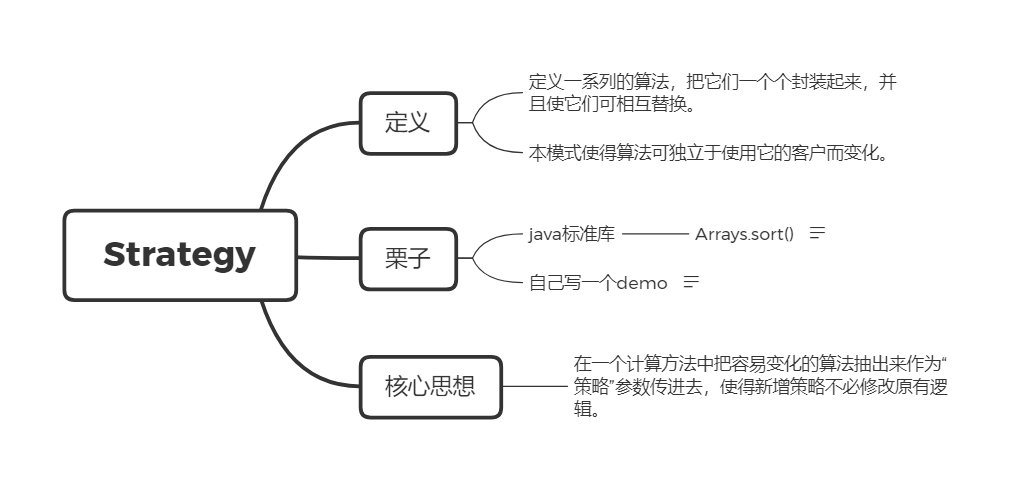 Strategy
定义
定义一系列的算法，把它们一个个封装起来，并
且使它们可相互替换。
本模式使得算法可独立于使用它的客户而变化。
栗子
java标准库
Arrays.sort()
自己写一个demo
核心思想
在一个计算方法中把容易变化的算法抽出来作为“
策略”参数传进去，使得新增策略不必修改原有逻
辑。